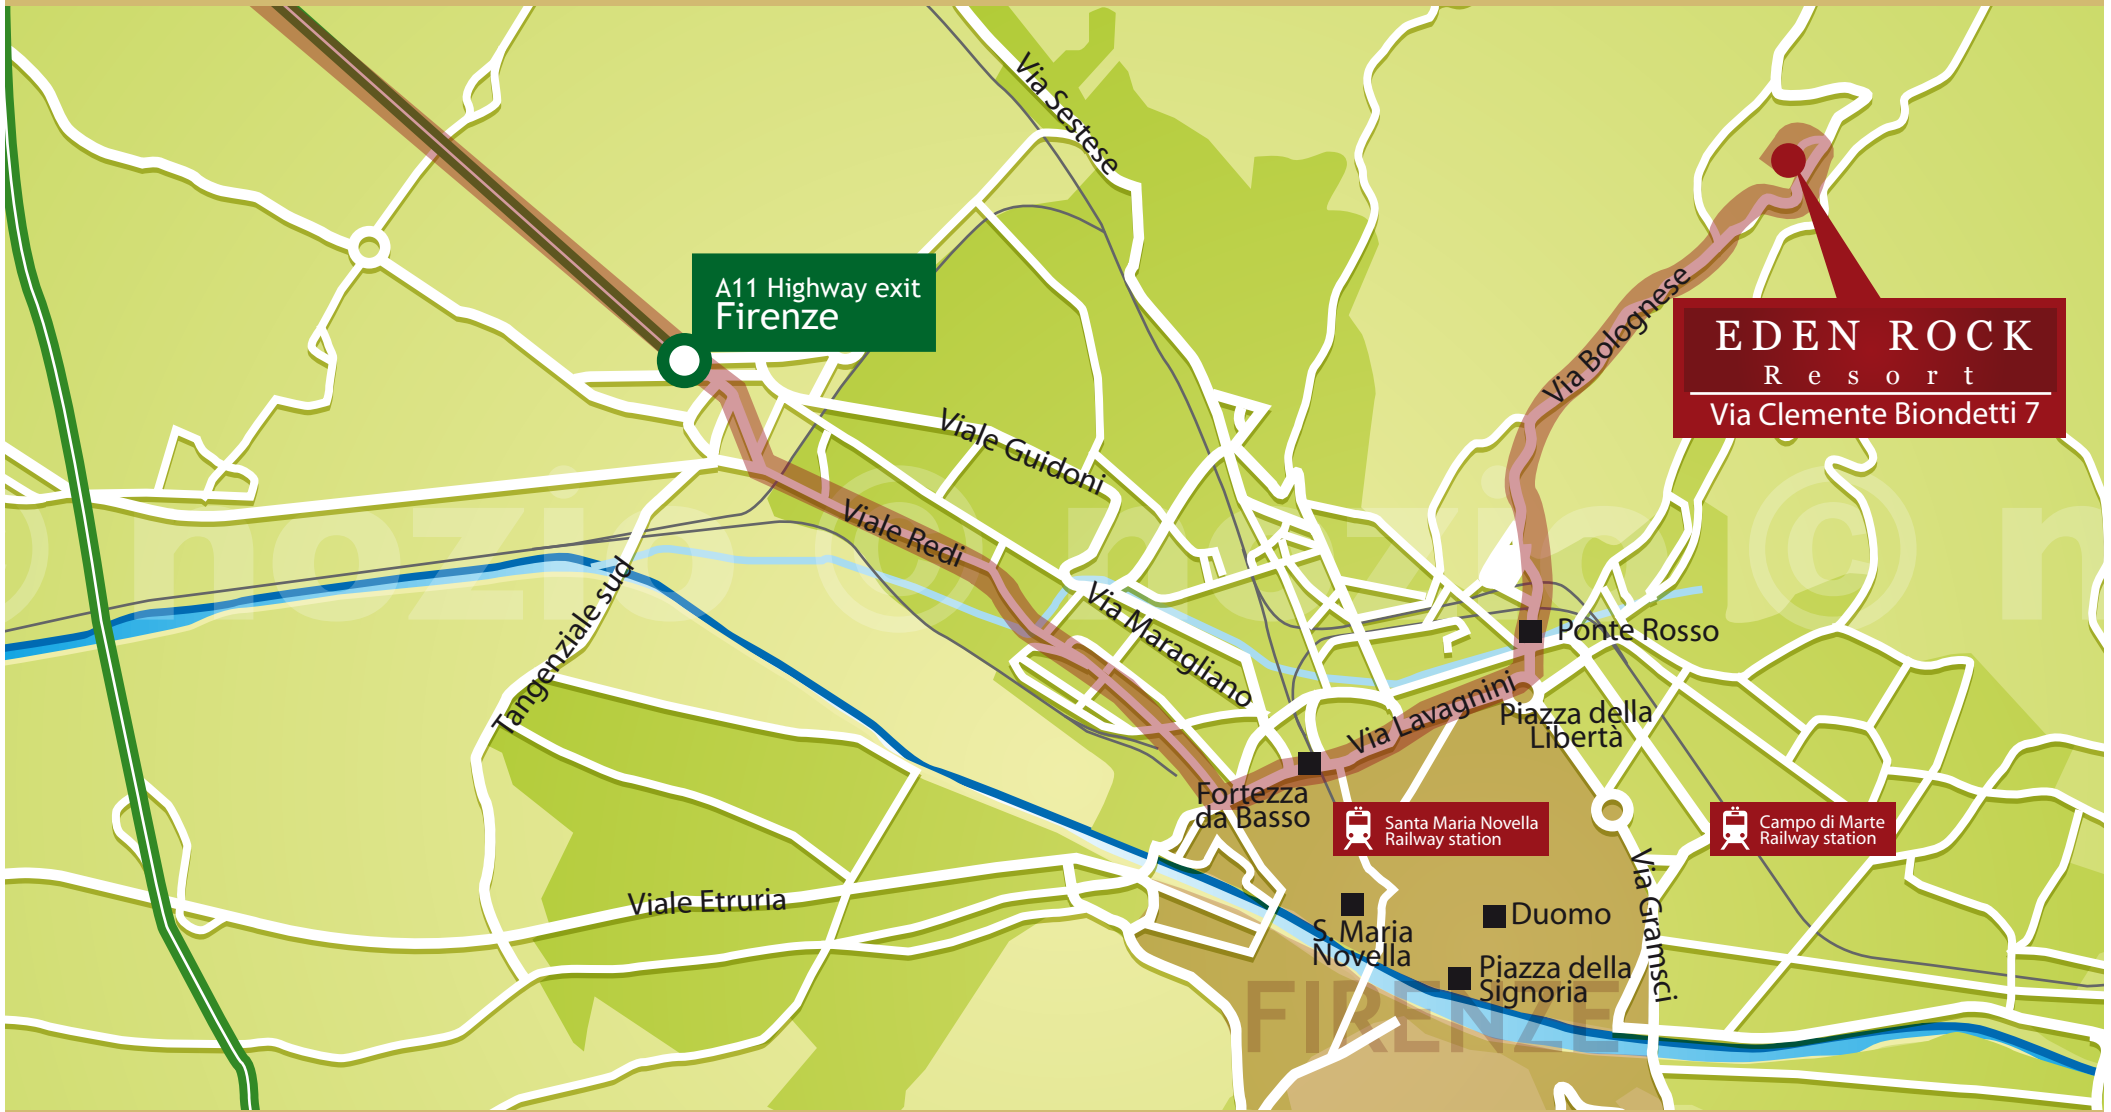 Via Sestese
A11 Highway exit
Firenze
Via Bolognese
EDEN ROCK
Resort
Via Clemente Biondetti 7
Viale Guidoni
Viale Redi
© nozio © nozio © n
Tangenziale sud
Via Maragliano
Ponte Rosso
Via Lavagnini
Piazza della
Libertà
Fortezza
da Basso
Santa Maria Novella
Railway station
Campo di Marte
Railway station
Viale Etruria
Via Gramsci
Duomo
S. Maria
Novella
Piazza della
Signoria
FIRENZE